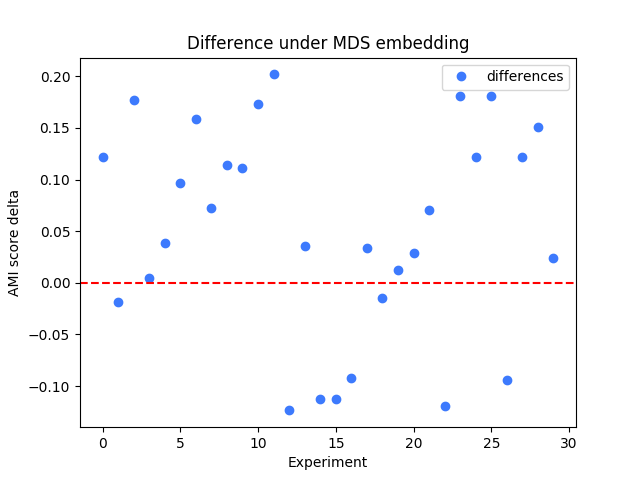 Difference under MDS embedding
differences
AMI score delta
0.20
0.15
0.10
0.05
0.00
−0.05
−0.10
0 5 10 15 20 25 30
Experiment